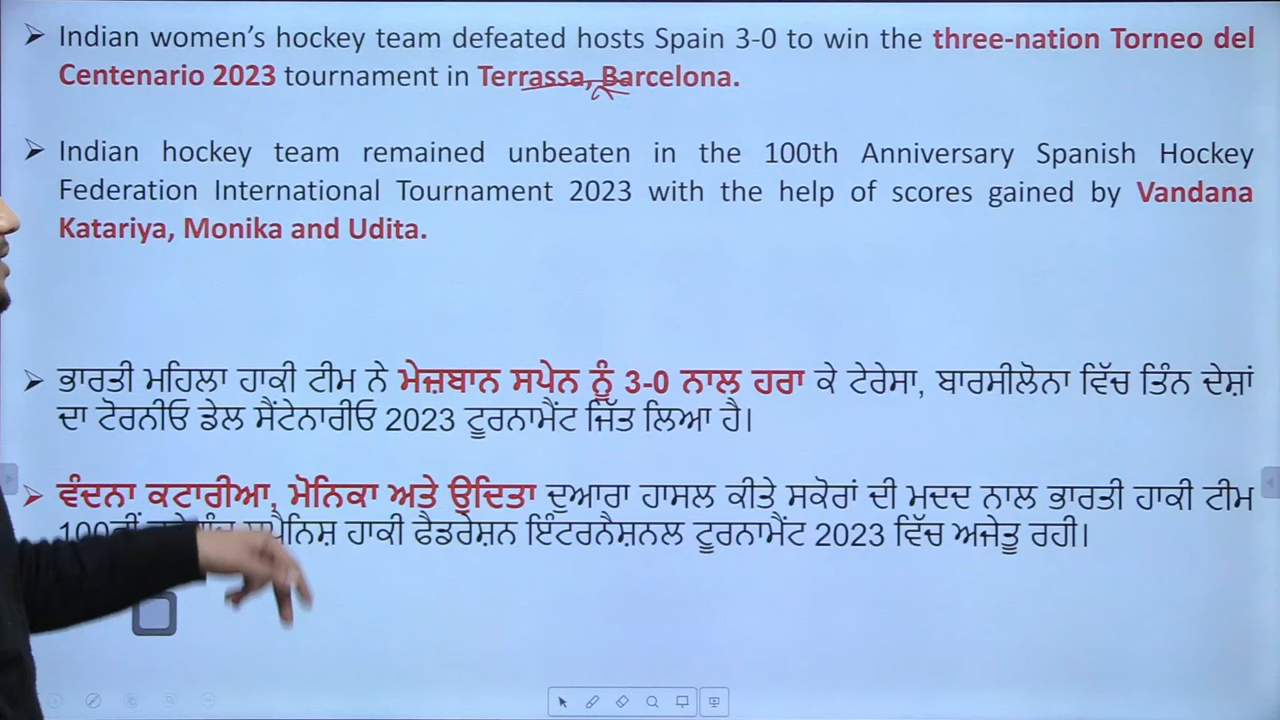 Indian women’s hockey team defeated hosts Spain 3-0 to win the three-nation Torneo del
Centenario 2023 tournament in Terrassa, Barcelona.
Indian hockey team remained unbeaten in the 100th Anniversary Spanish Hockey
Federation International Tournament 2023 with the help of scores gained by Vandana
Katariya, Monika and Udita.
ਭਾਰਤੀ ਮਹਿਲਾ ਹਾਕੀ ਟੀਮ ਨੇ ਮੇਜ਼ਬਾਨ ਸਪੇਨ ਨੂੰ 3-0 ਨਾਲ ਹਰਾ ਕੇ ਟੇਰੇਸਾ, ਬਾਰਸੀਲੋਨਾ ਵਿੱਚ ਤਿੰਨ ਦੇਸ਼ਾਂ
ਦਾ ਟੋਰਨੀਓ ਡੇਲ ਸੈਂਟੇਨਾਰੀਓ 2023 ਟੂਰਨਾਮੈਂਟ ਜਿੱਤ ਲਿਆ ਹੈ।
ਵੰਦਨਾ ਕਟਾਰੀਆ, ਮੋਨਿਕਾ ਅਤੇ ਉਦਿਤਾ ਦੁਆਰਾ ਹਾਸਲ ਕੀਤੇ ਸਕੋਰਾਂ ਦੀ ਮਦਦ ਨਾਲ ਭਾਰਤੀ ਹਾਕੀ ਟੀਮ
ਹਾਕੀ ਫੈਡਰੇਸ਼ਨ ਇੰਟਰਨੈਸ਼ਨਲ ਟੂਰਨਾਮੈਂਟ 2023 ਵਿੱਚ ਅਜੇਤੂ ਰਹੀ।